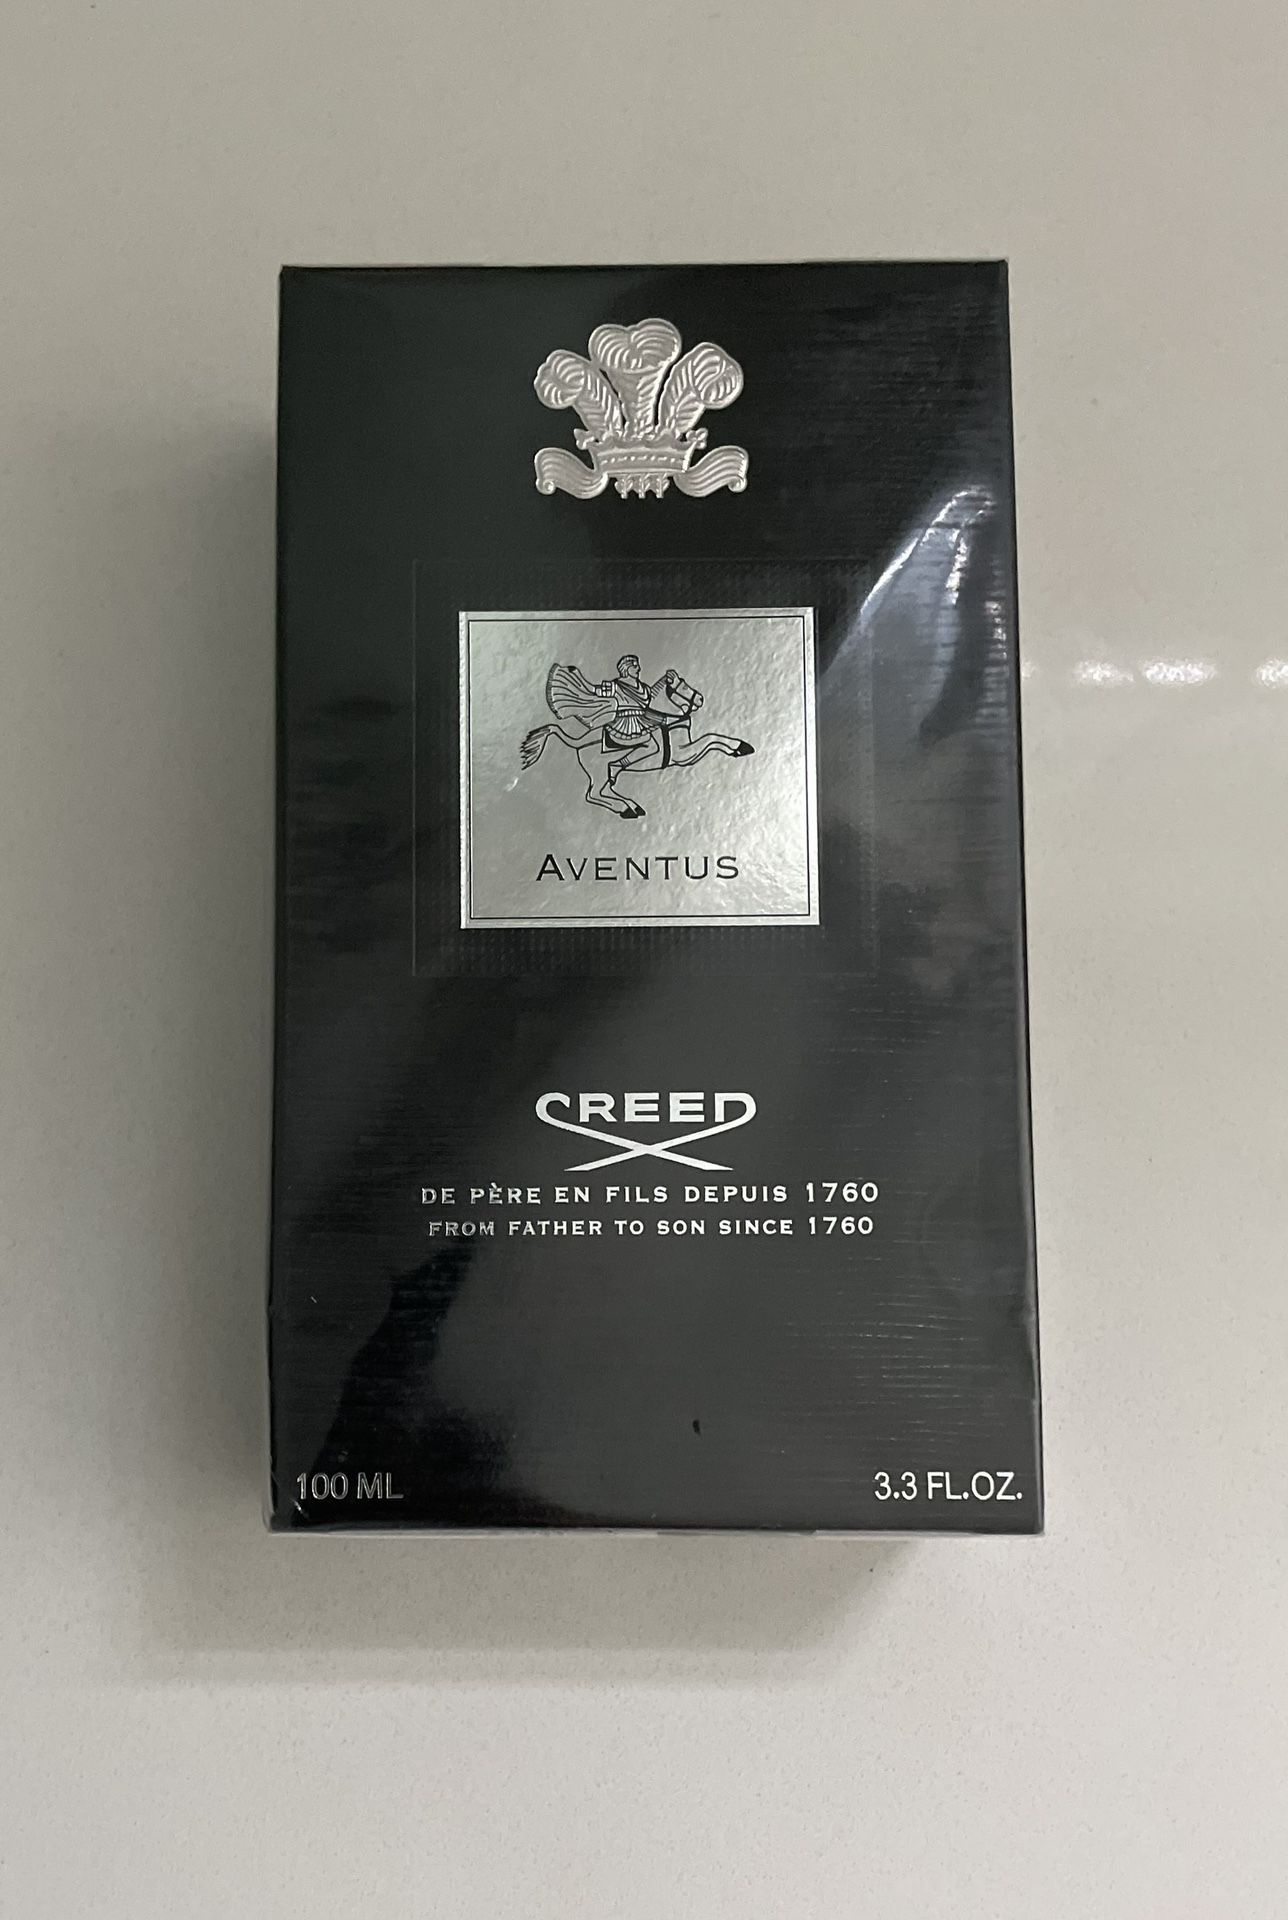 AVENTUS
CREED
DE PÈRE EN FILS DEPUIS 1760
FROM FATHER TO SON SINCE 1760
100 ML
3.3 FL.OZ.